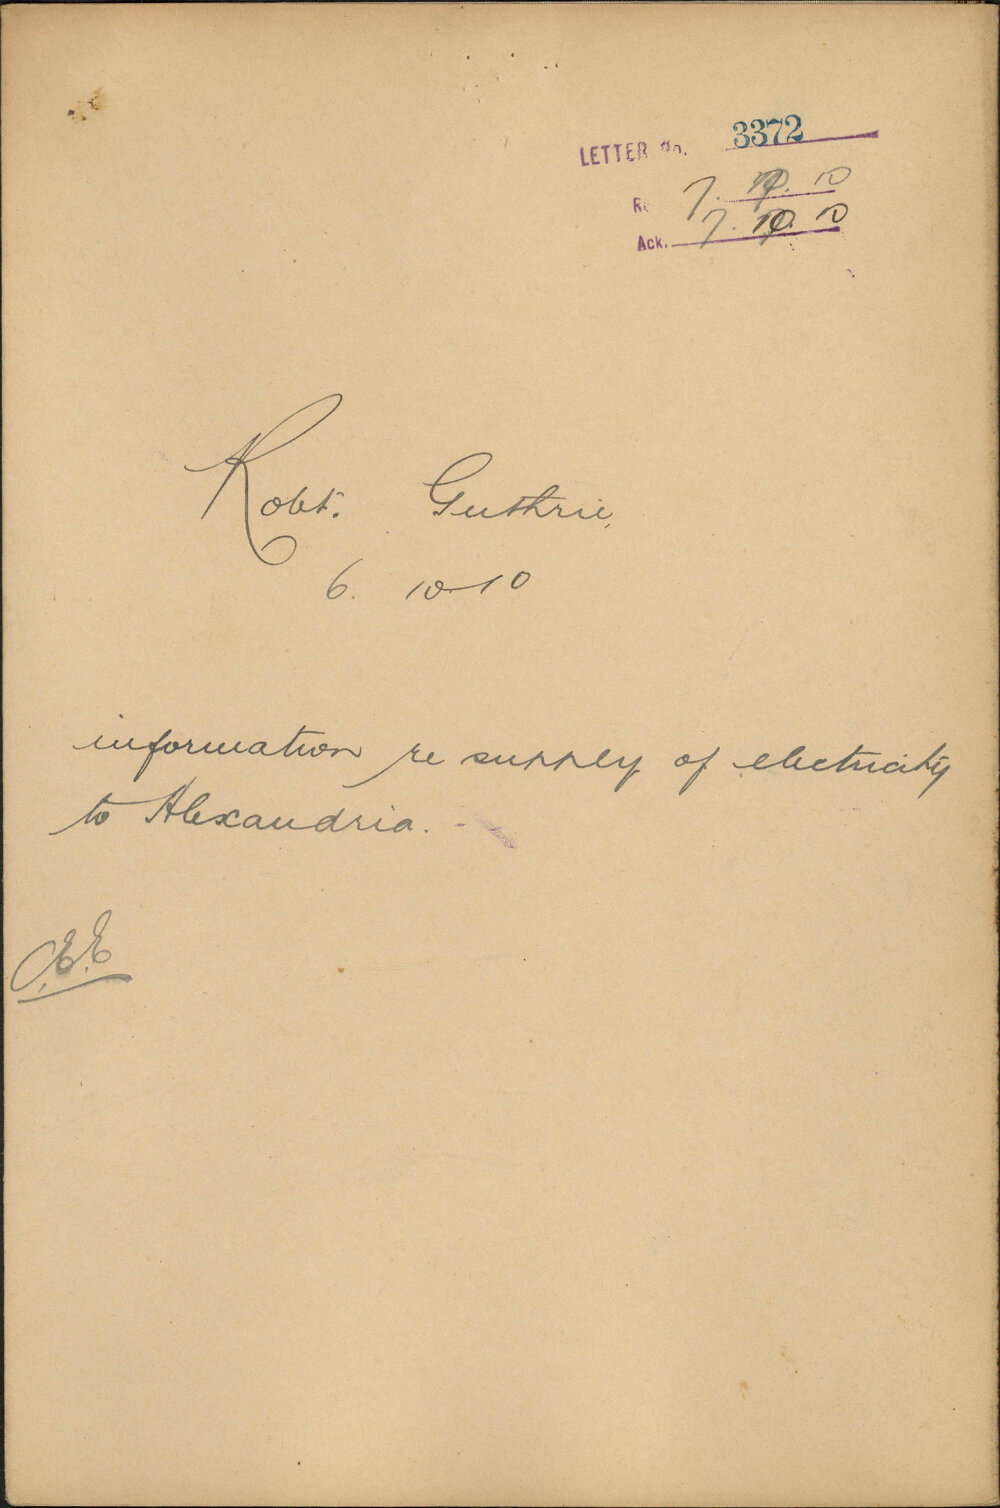 LETTER No. 3372
Re 7. 10. 10
Ack. 7. 10. 10
Robt. Guthrie,
6. 10-10
information re supply of electricity
to Alexandria.
E.E